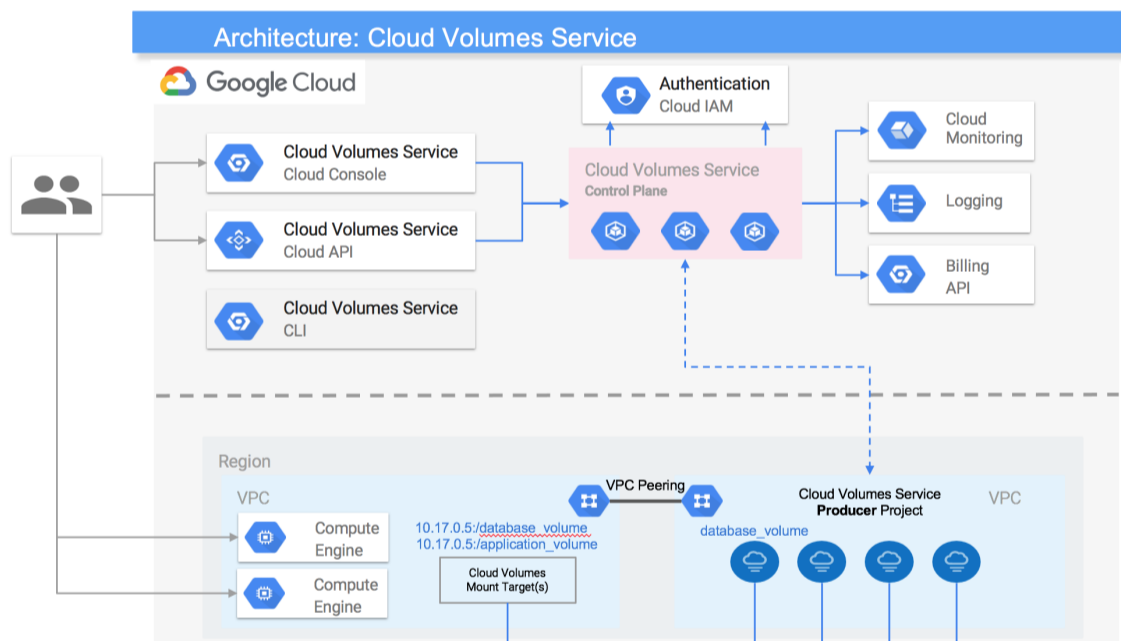 Architecture: Cloud Volumes Service
Google Cloud
Authentication
Cloud IAM
Cloud Volumes Service
Cloud Console
Cloud Volumes Service
Cloud API
Cloud Volumes Service
CLI
Cloud Volumes Service
Control Plane
Cloud
Monitoring
Logging
Billing
API
Region
VPC
Compute
Engine
Compute
Engine
10.17.0.5:/database_volume
10.17.0.5:/application_volume
Cloud Volumes
Mount Target(s)
VPC Peering
Cloud Volumes Service
Producer Project
VPC
database_volume